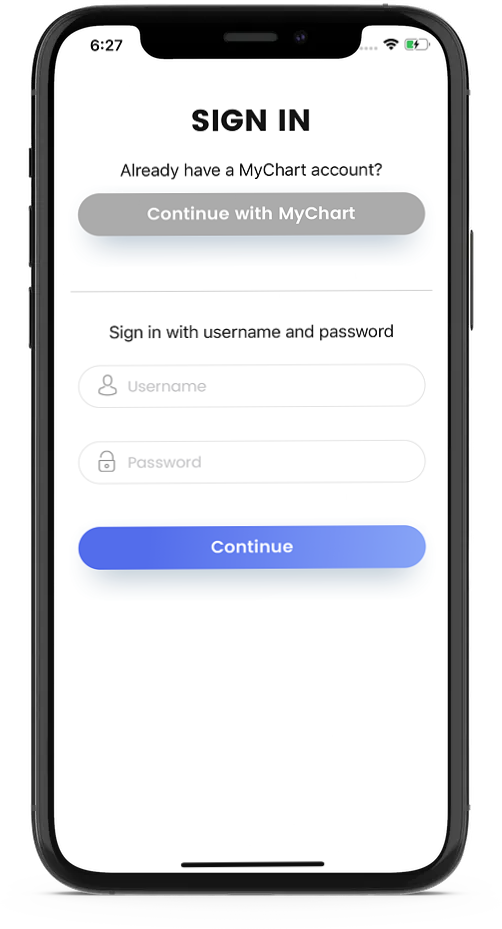 6:27
SIGN IN
Already have a MyChart account?
Continue with MyChart
Sign in with username and password
Username
Password
Continue